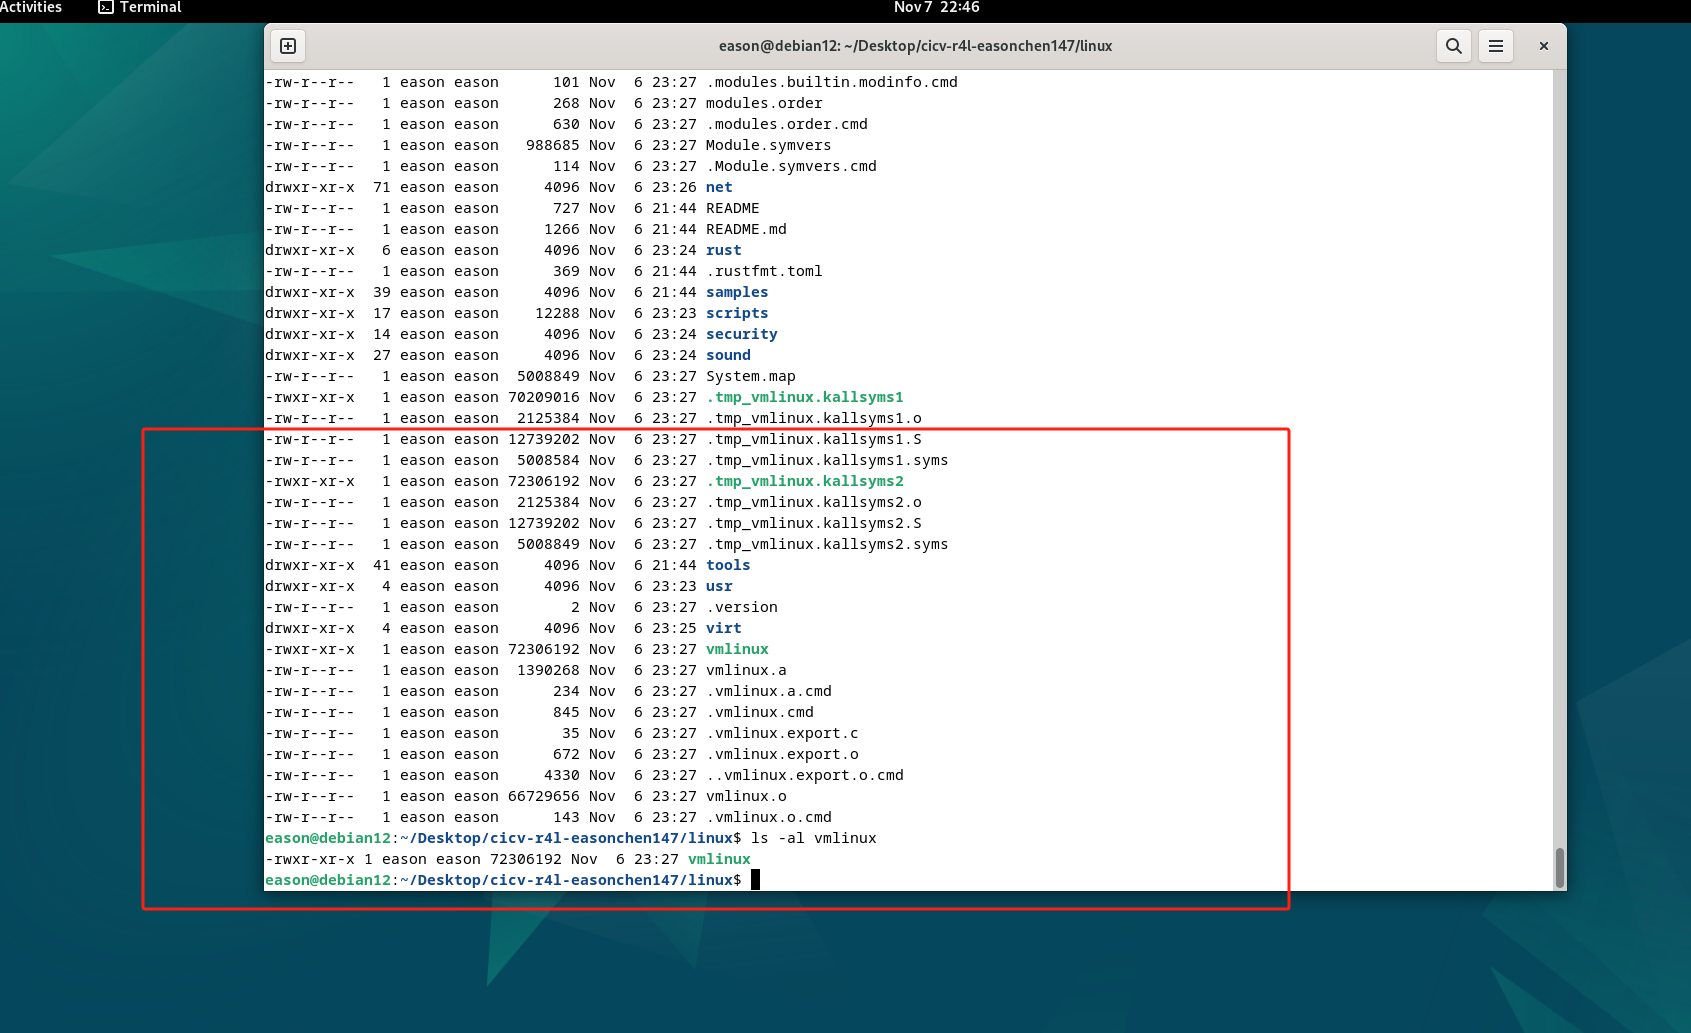 Activities Terminal Nov 7 22:46
eason@debian12: ~/Desktop/cicv-r4l-easonchen147/linux
-rw-r--r--   1 eason eason      101 Nov  6 23:27 .modules.builtin.modinfo.cmd
-rw-r--r--   1 eason eason      268 Nov  6 23:27 modules.order
-rw-r--r--   1 eason eason      630 Nov  6 23:27 .modules.order.cmd
-rw-r--r--   1 eason eason   988685 Nov  6 23:27 Module.symvers
-rw-r--r--   1 eason eason      114 Nov  6 23:27 .Module.symvers.cmd
drwxr-xr-x  71 eason eason     4096 Nov  6 23:26 net
-rw-r--r--   1 eason eason      727 Nov  6 21:44 README
-rw-r--r--   1 eason eason     1266 Nov  6 21:44 README.md
drwxr-xr-x   6 eason eason     4096 Nov  6 23:24 rust
-rw-r--r--   1 eason eason      369 Nov  6 21:44 .rustfmt.toml
drwxr-xr-x  39 eason eason     4096 Nov  6 21:44 samples
drwxr-xr-x  17 eason eason    12288 Nov  6 23:23 scripts
drwxr-xr-x  14 eason eason     4096 Nov  6 23:24 security
drwxr-xr-x  27 eason eason     4096 Nov  6 23:24 sound
-rw-r--r--   1 eason eason  5008849 Nov  6 23:27 System.map
-rwxr-xr-x   1 eason eason 70209016 Nov  6 23:27 .tmp_vmlinux.kallsyms1
-rw-r--r--   1 eason eason  2125384 Nov  6 23:27 .tmp_vmlinux.kallsyms1.o
-rw-r--r--   1 eason eason 12739202 Nov  6 23:27 .tmp_vmlinux.kallsyms1.S
-rw-r--r--   1 eason eason  5008584 Nov  6 23:27 .tmp_vmlinux.kallsyms1.syms
-rwxr-xr-x   1 eason eason 72306192 Nov  6 23:27 .tmp_vmlinux.kallsyms2
-rw-r--r--   1 eason eason  2125384 Nov  6 23:27 .tmp_vmlinux.kallsyms2.o
-rw-r--r--   1 eason eason 12739202 Nov  6 23:27 .tmp_vmlinux.kallsyms2.S
-rw-r--r--   1 eason eason  5008849 Nov  6 23:27 .tmp_vmlinux.kallsyms2.syms
drwxr-xr-x  41 eason eason     4096 Nov  6 21:44 tools
drwxr-xr-x   4 eason eason     4096 Nov  6 23:23 usr
-rw-r--r--   1 eason eason        2 Nov  6 23:27 .version
drwxr-xr-x   4 eason eason     4096 Nov  6 23:25 virt
-rwxr-xr-x   1 eason eason 72306192 Nov  6 23:27 vmlinux
-rw-r--r--   1 eason eason  1390268 Nov  6 23:27 vmlinux.a
-rw-r--r--   1 eason eason      234 Nov  6 23:27 .vmlinux.a.cmd
-rw-r--r--   1 eason eason      845 Nov  6 23:27 .vmlinux.cmd
-rw-r--r--   1 eason eason       35 Nov  6 23:27 .vmlinux.export.c
-rw-r--r--   1 eason eason      672 Nov  6 23:27 .vmlinux.export.o
-rw-r--r--   1 eason eason     4330 Nov  6 23:27 ..vmlinux.export.o.cmd
-rw-r--r--   1 eason eason 66729656 Nov  6 23:27 vmlinux.o
-rw-r--r--   1 eason eason      143 Nov  6 23:27 .vmlinux.o.cmd
eason@debian12:~/Desktop/cicv-r4l-easonchen147/linux$ ls -al vmlinux
-rwxr-xr-x 1 eason eason 72306192 Nov  6 23:27 vmlinux
eason@debian12:~/Desktop/cicv-r4l-easonchen147/linux$